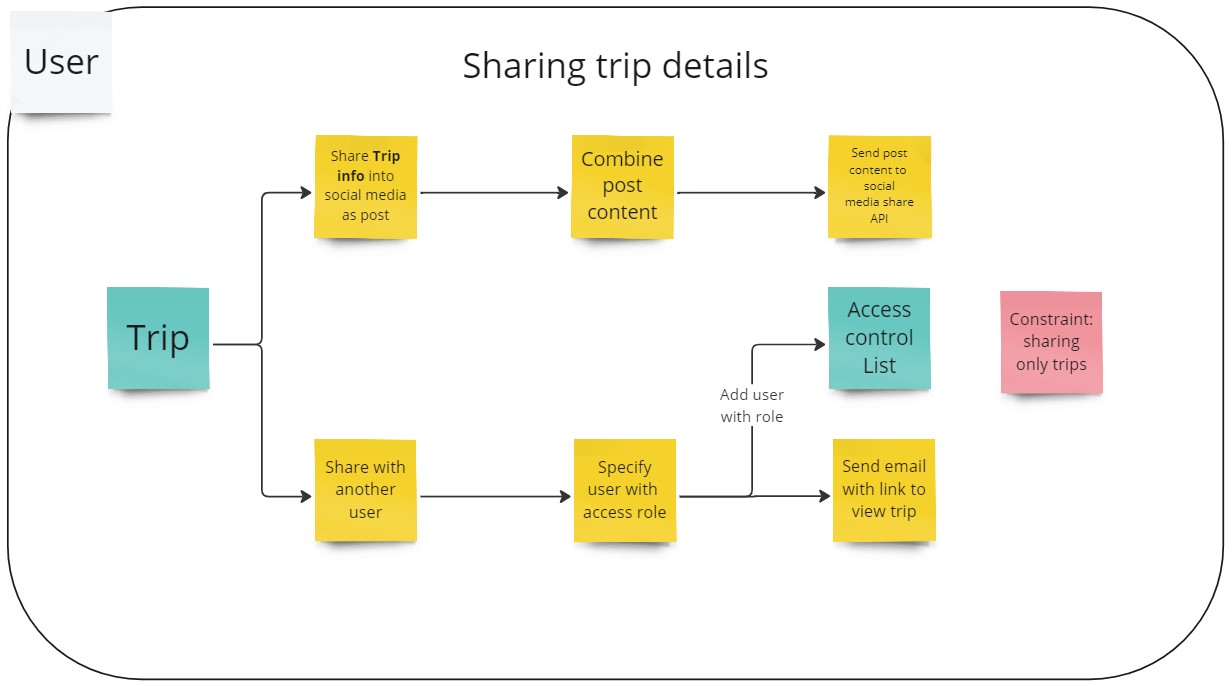 User
Sharing trip details
Share Trip
info into
social media
as post
Combine
post
content
Send post
content to
social
media share
API
Trip
Access
control
List
Constraint:
sharing
only trips
Add user
with role
Share with
another
user
Specify
user with
access role
Send email
with link to
view trip